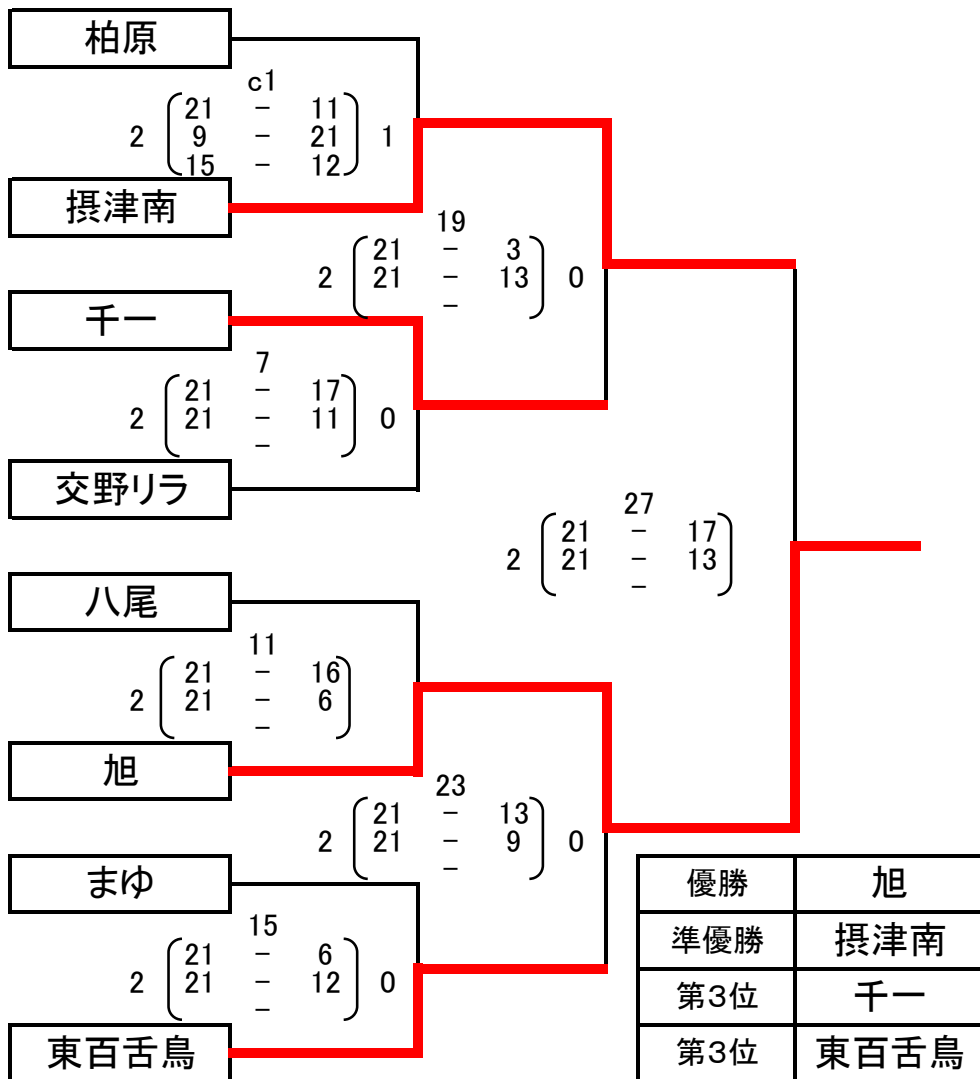 柏原
c1
21 － 11
2 9 － 21 1
15 － 12
摂津南
19
21 － 3
2 21 － 13 0
－
千一
7
21 － 17
2 21 － 11 0
－
交野リラ
27
21 － 17
2 21 － 13
－
八尾
11
21 － 16
2 21 － 6
－
旭
23
21 － 13
2 21 － 9 0
－
まゆ
15
21 － 6
2 21 － 12 0
－
東百舌鳥
優勝 旭
準優勝 摂津南
第3位 千一
第3位 東百舌鳥